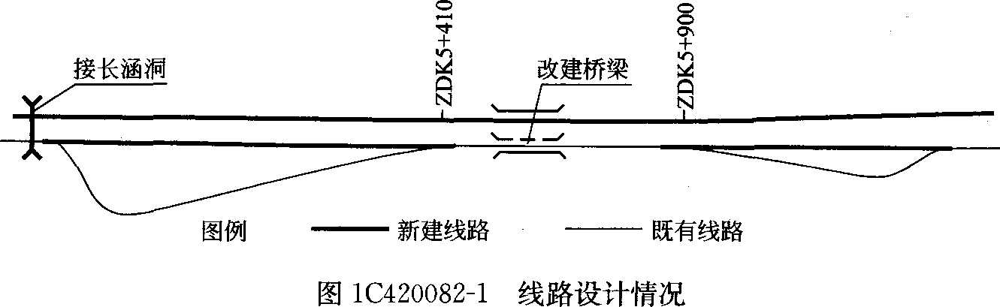 接长涵洞
ZDK5+410
改建桥梁
ZDK5+900
图例 新建线路 既有线路
图 1C420082-1 线路设计情况